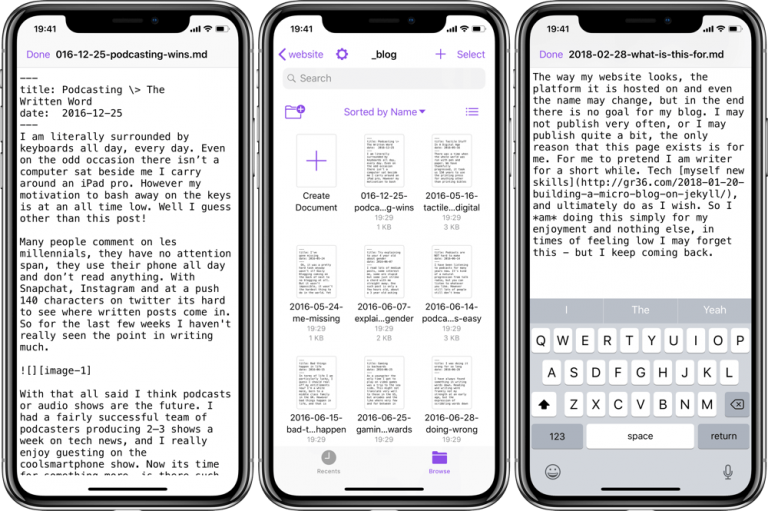 19:41
Done 016-12-25-podcasting-wins.md
---
title: Podcasting \> The
Written Word
date:  2016-12-25
---
I am literally surrounded by
keyboards all day, every day. Even
on the odd occasion there isn't a
computer sat beside me I carry
around an iPad pro. However my
motivation to bash away on the keys
is at an all time low. Well I guess
other than this post!
Many people comment on les
millennials, they have no attention
span, they use their phone all day
and don't read anything. With
Snapchat, Instagram and at a push
140 characters on twitter its hard
to see where written posts come in.
So for the last few weeks I haven't
really seen the point in writing
much.
![][image-1]
With that all said I think podcasts
or audio shows are the future. I
had a fairly successful team of
podcasters producing 2–3 shows a
week on tech news, and I really
enjoy guesting on the
coolsmartphone show. Now its time
19:41
website _blog Select
Search
Sorted by Name
Create
Document
016-12-25-
podca...g-wins
19:29
1 KB
2016-05-16-
tactile...digital
19:29
3 KB
2016-05-24-
me-missing
19:29
1 KB
2016-06-07-
explai...gender
19:29
2 KB
2016-06-14-
podca...s-easy
19:29
3 KB
2016-06-15-
bad-t...happen
19:29
2016-06-25-
gamin...wards
19:29
2016-06-28-
doing-wrong
19:29
Recents
Browse
19:41
Done 2018-02-28-what-is-this-for.md
The way my website looks, the
platform it is hosted on and even
the name may change, but in the end
there is no goal for my blog. I may
not publish very often, or I may
publish quite a bit, the only
reason that this page exists is for
me. For me to pretend I am writer
for a short while. Tech [myself new
skills](http://gr36.com/2018-01-20-
building-a-micro-blog-on-jekyll/),
and ultimately do as I wish. So I
*am* doing this simply for my
enjoyment and nothing else, in
times of feeling low I may forget
this – but I keep coming back.
I The Yeah
Q W E R T Y U I O P
A S D F G H J K L
Z X C V B N M
123 space return